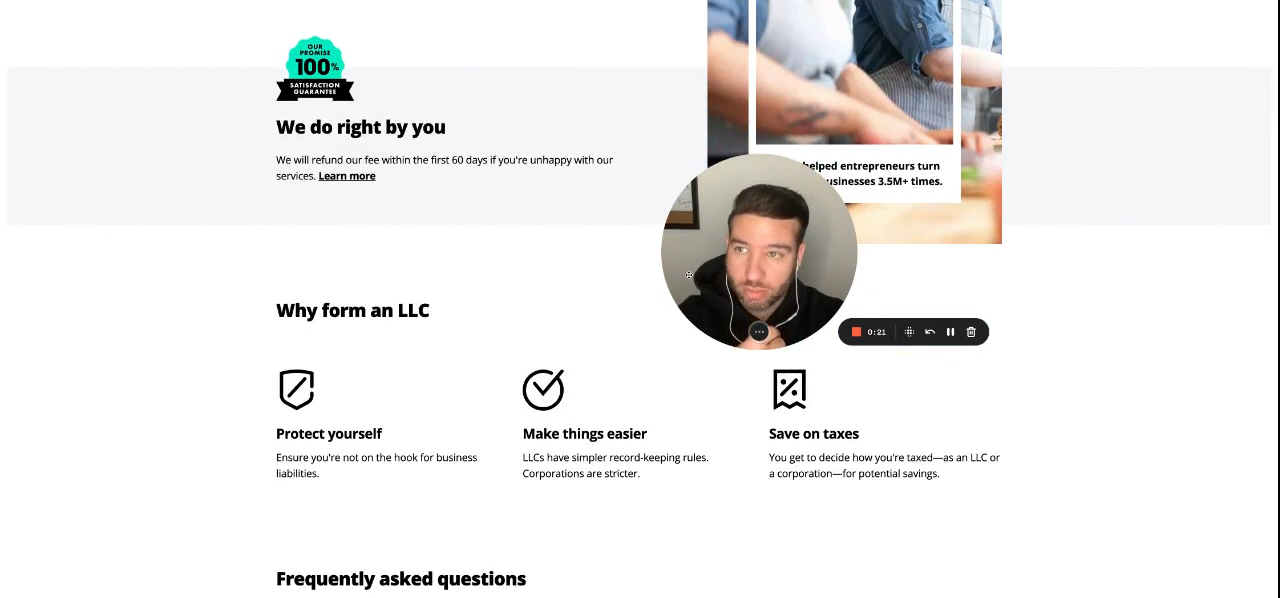 OUR
PROMISE
100%
SATISFACTION
GUARANTEE
We do right by you
We will refund our fee within the first 60 days if you're unhappy with our
services. Learn more
helped entrepreneurs turn
businesses 3.5M+ times.
0:21
Why form an LLC
Protect yourself
Ensure you're not on the hook for business
liabilities.
Make things easier
LLCs have simpler record-keeping rules.
Corporations are stricter.
Save on taxes
You get to decide how you're taxed—as an LLC or
a corporation—for potential savings.
Frequently asked questions